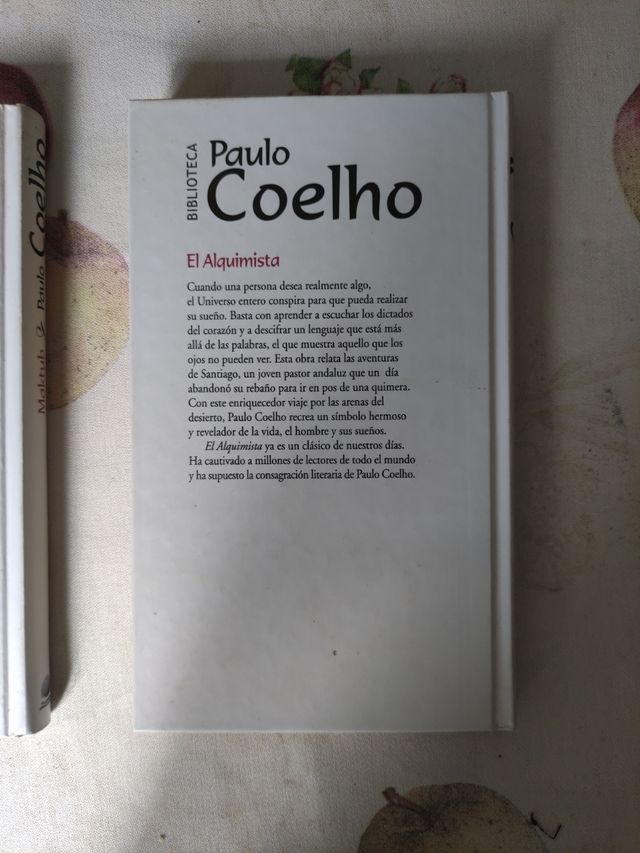 Maktub Paulo Coelho
BIBLIOTECA
Paulo
Coelho
El Alquimista
Cuando una persona desea realmente algo,
el Universo entero conspira para que pueda realizar
su sueño. Basta con aprender a escuchar los dictados
del corazón y a descifrar un lenguaje que está más
allá de las palabras, el que muestra aquello que los
ojos no pueden ver. Esta obra relata las aventuras
de Santiago, un joven pastor andaluz que un día
abandonó su rebaño para ir en pos de una quimera.
Con este enriquecedor viaje por las arenas del
desierto, Paulo Coelho recrea un símbolo hermoso
y revelador de la vida, el hombre y sus sueños.
El Alquimista ya es un clásico de nuestros días.
Ha cautivado a millones de lectores de todo el mundo
y ha supuesto la consagración literaria de Paulo Coelho.